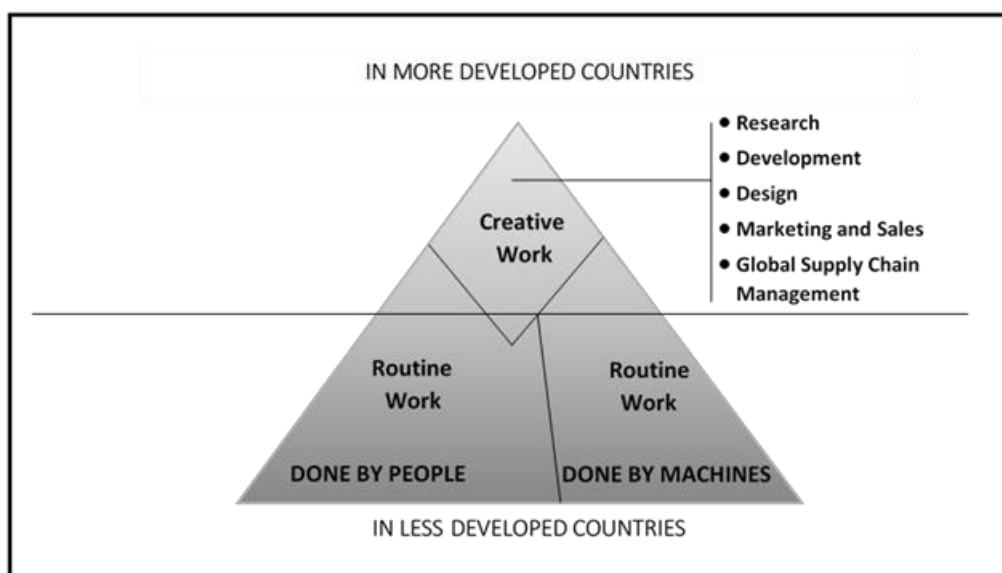 IN MORE DEVELOPED COUNTRIES
● Research
● Development
● Design
● Marketing and Sales
● Global Supply Chain
Management
Creative
Work
Routine
Work
DONE BY PEOPLE
Routine
Work
DONE BY MACHINES
IN LESS DEVELOPED COUNTRIES